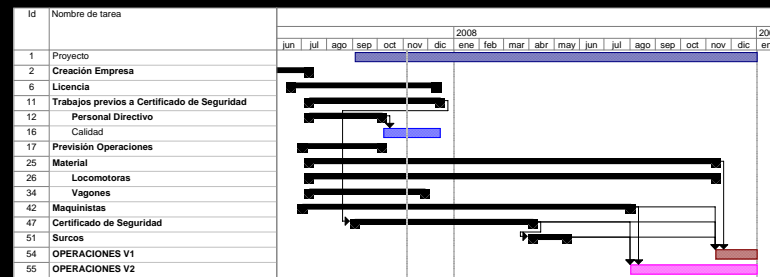 Id Nombre de tarea
2008 200
jun jul ago sep oct nov dic ene feb mar abr may jun jul ago sep oct nov dic en
1 Proyecto
2 Creación Empresa
6 Licencia
11 Trabajos previos a Certificado de Seguridad
12 Personal Directivo
16 Calidad
17 Previsión Operaciones
25 Material
26 Locomotoras
34 Vagones
42 Maquinistas
47 Certificado de Seguridad
51 Surcos
54 OPERACIONES V1
55 OPERACIONES V2